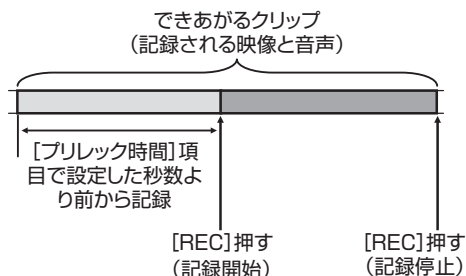 できあがるクリップ
（記録される映像と音声）
［プリレック時間］項
目で設定した秒数よ
り前から記録
［REC］押す
（記録開始）
［REC］押す
（記録停止）